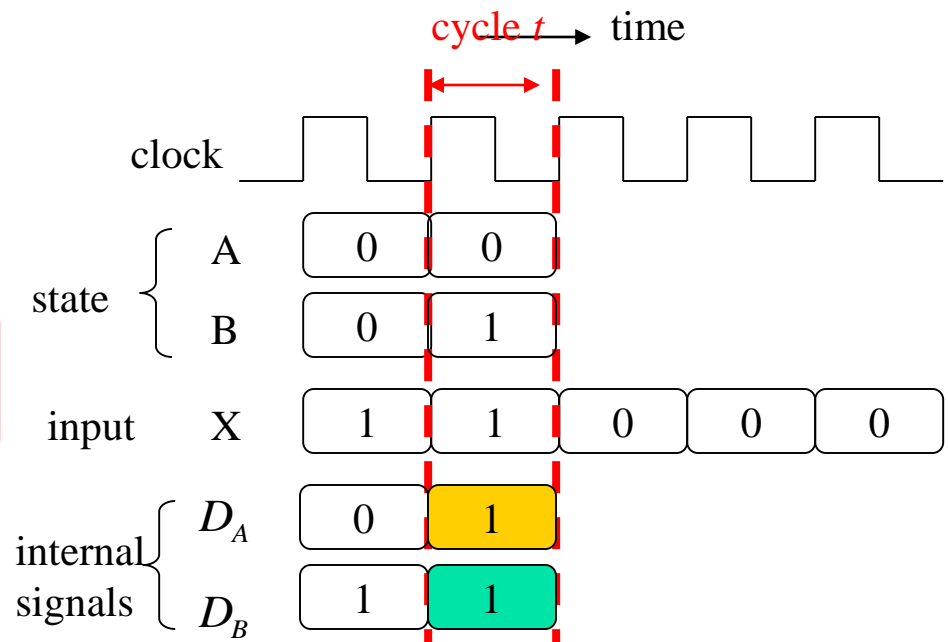 cycle t time
clock
A 0 0
state
B 0 1
input X 1 1 0 0 0
D_A 0 1
internal
signals
D_B 1 1